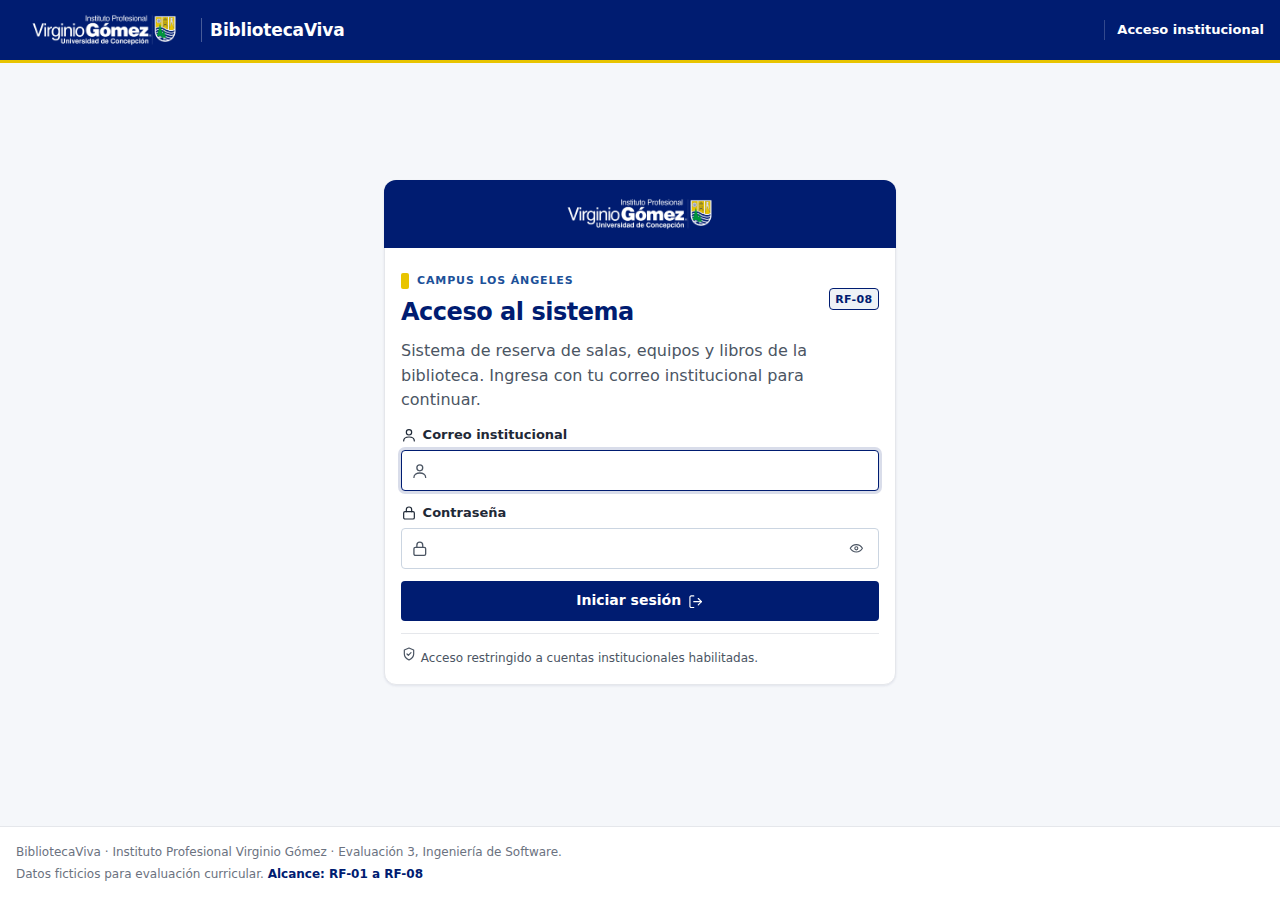 Instituto Profesional
VirginioGómez
Universidad de Concepción
BibliotecaViva
Acceso institucional
Instituto Profesional
VirginioGómez
Universidad de Concepción
CAMPUS LOS ÁNGELES
Acceso al sistema
RF-08
Sistema de reserva de salas, equipos y libros de la
biblioteca. Ingresa con tu correo institucional para
continuar.
Correo institucional
Contraseña
Iniciar sesión
Acceso restringido a cuentas institucionales habilitadas.
BibliotecaViva · Instituto Profesional Virginio Gómez · Evaluación 3, Ingeniería de Software.
Datos ficticios para evaluación curricular. Alcance: RF-01 a RF-08